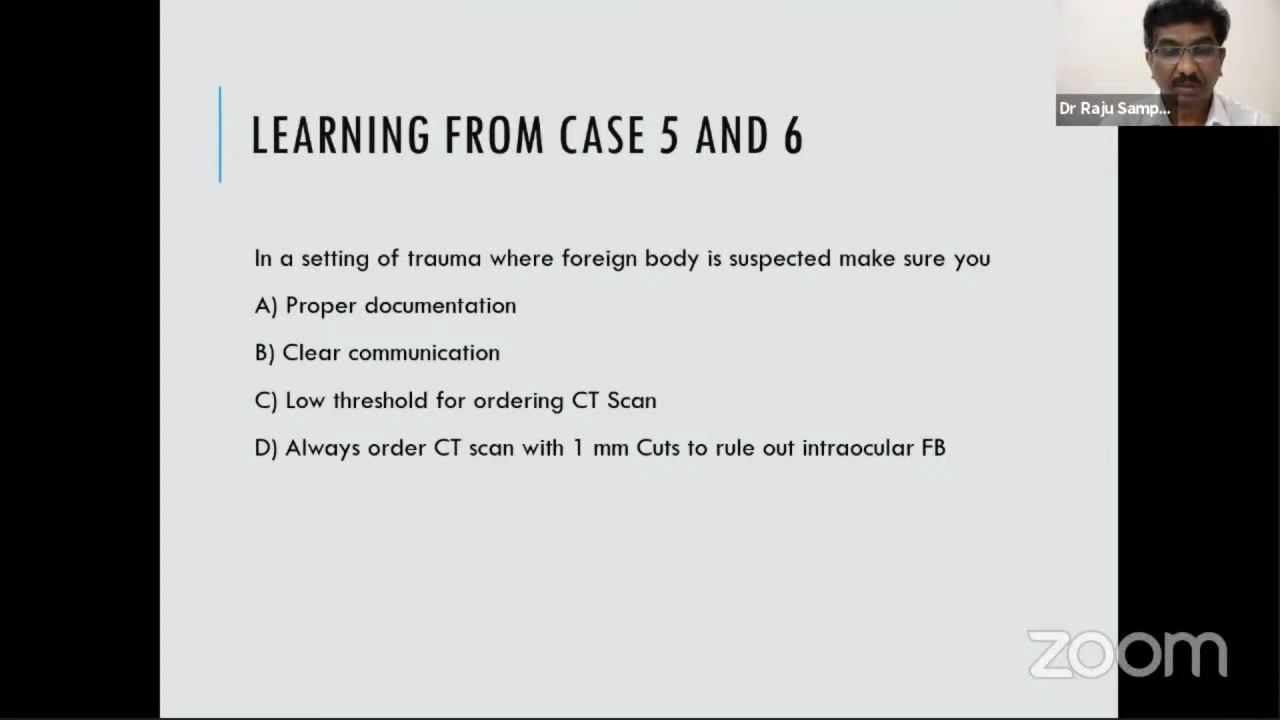 Dr Raju Samp...
LEARNING FROM CASE 5 AND 6
In a setting of trauma where foreign body is suspected make sure you
A) Proper documentation
B) Clear communication
C) Low threshold for ordering CT Scan
D) Always order CT scan with 1 mm Cuts to rule out intraocular FB
zoom